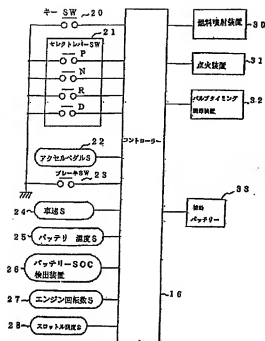 キー SW 20
21
セレクトレバーSW
P
N
R
D
22
アクセルペダルS
ブレーキSW 23
24 車速S
25 バッテリ 温度S
26 バッテリーSOC
検出装置
27 エンジン回転数S
28 スロットル開度S
コントローラー
16
燃料噴射装置 30
点火装置 31
バルブタイミング 32
装置
33
バッテリー